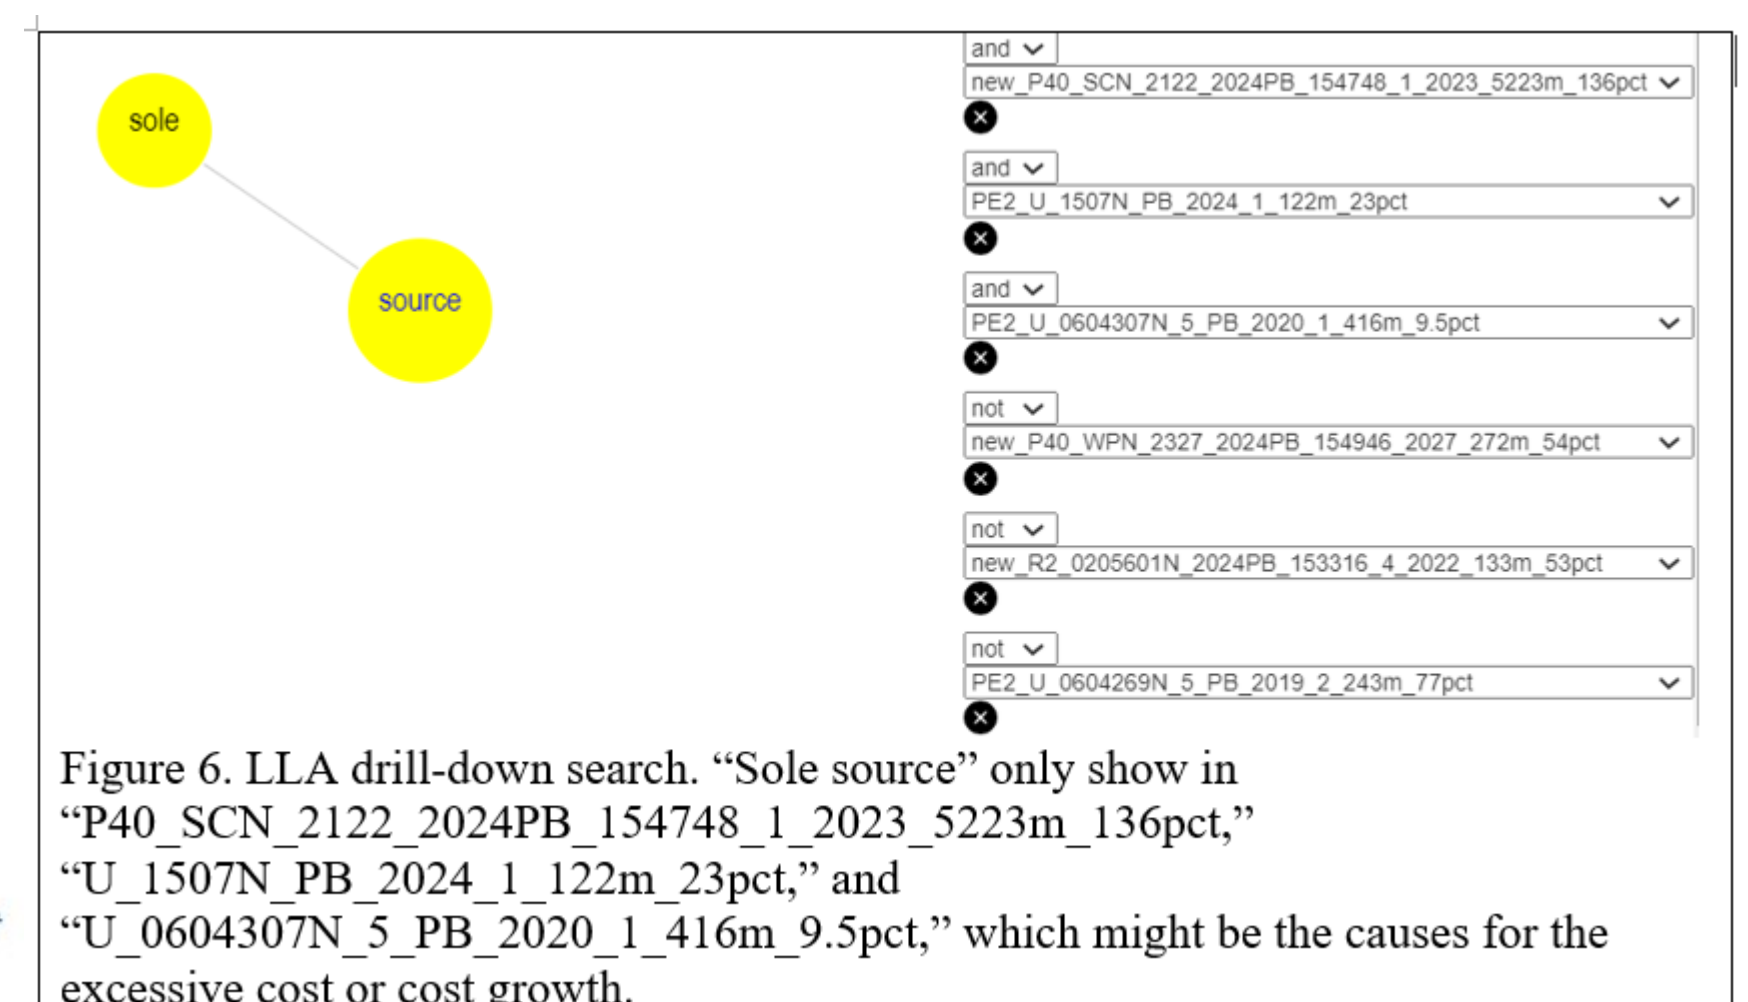 sole
source
and
new_P40_SCN_2122_2024PB_154748_1_2023_5223m_136pct
and
PE2_U_1507N_PB_2024_1_122m_23pct
and
PE2_U_0604307N_5_PB_2020_1_416m_9.5pct
not
new_P40_WPN_2327_2024PB_154946_2027_272m_54pct
not
new_R2_0205601N_2024PB_153316_4_2022_133m_53pct
not
PE2_U_0604269N_5_PB_2019_2_243m_77pct
Figure 6. LLA drill-down search. “Sole source” only show in
“P40_SCN_2122_2024PB_154748_1_2023_5223m_136pct,”
“U_1507N_PB_2024_1_122m_23pct,” and
“U_0604307N_5_PB_2020_1_416m_9.5pct,” which might be the causes for the
excessive cost or cost growth.